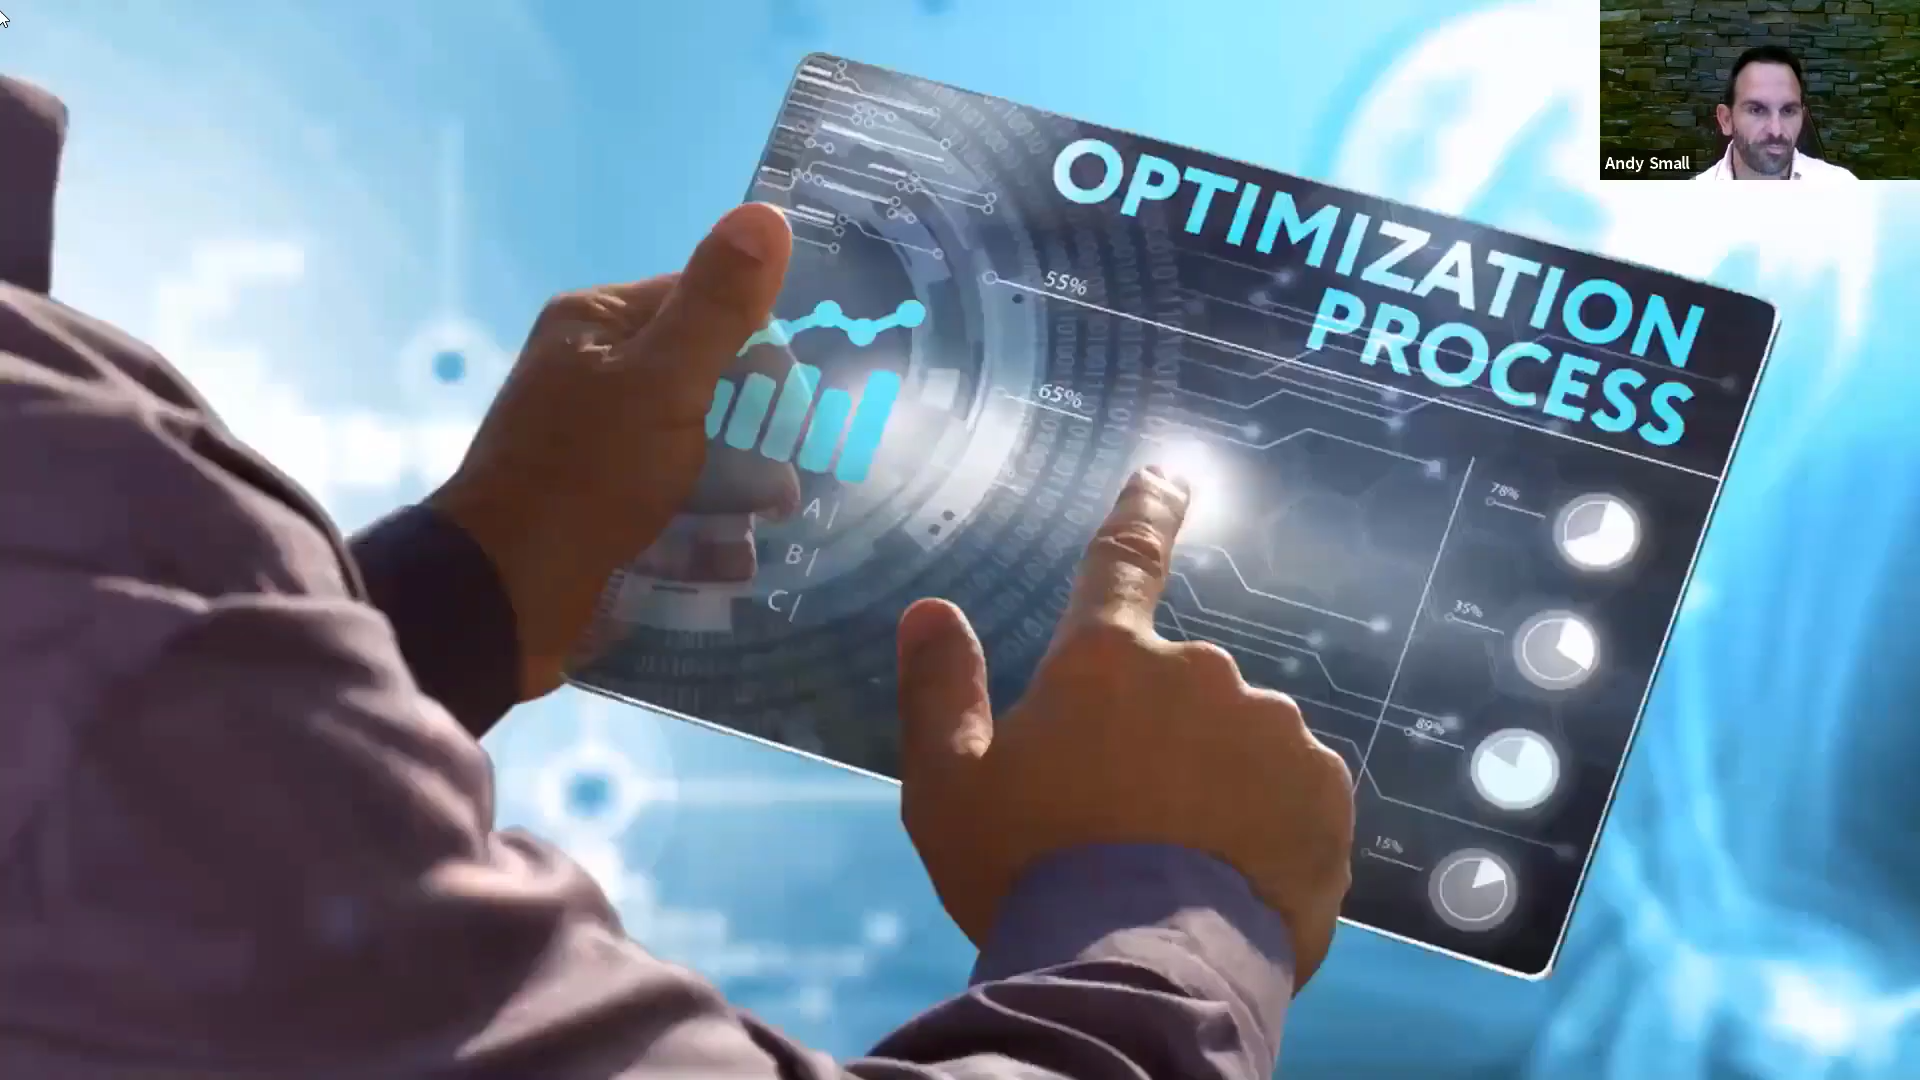 Andy Small
OPTIMIZATION
PROCESS
55%
65%
78%
35%
89%
15%
A|
B|
C|